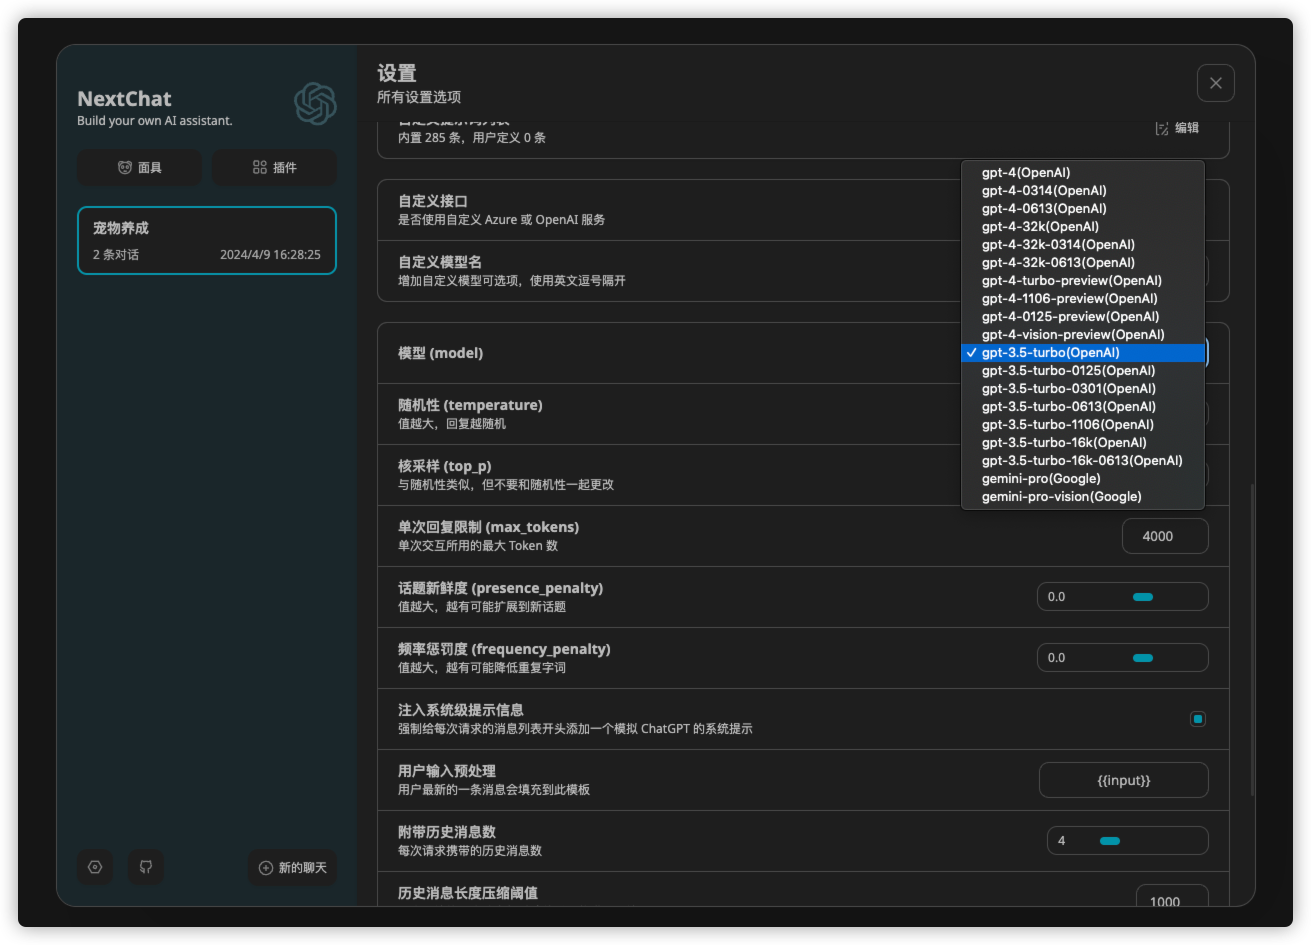 NextChat
Build your own AI assistant.
面具
插件
宠物养成
2 条对话
2024/4/9 16:28:25
新的聊天
设置
所有设置选项
自定义提示词列表
内置 285 条，用户定义 0 条
编辑
自定义接口
是否使用自定义 Azure 或 OpenAI 服务
自定义模型名
增加自定义模型可选项，使用英文逗号隔开
模型 (model)
gpt-4(OpenAI)
gpt-4-0314(OpenAI)
gpt-4-0613(OpenAI)
gpt-4-32k(OpenAI)
gpt-4-32k-0314(OpenAI)
gpt-4-32k-0613(OpenAI)
gpt-4-turbo-preview(OpenAI)
gpt-4-1106-preview(OpenAI)
gpt-4-0125-preview(OpenAI)
gpt-4-vision-preview(OpenAI)
✓ gpt-3.5-turbo(OpenAI)
gpt-3.5-turbo-0125(OpenAI)
gpt-3.5-turbo-0301(OpenAI)
gpt-3.5-turbo-0613(OpenAI)
gpt-3.5-turbo-1106(OpenAI)
gpt-3.5-turbo-16k(OpenAI)
gpt-3.5-turbo-16k-0613(OpenAI)
gemini-pro(Google)
gemini-pro-vision(Google)
随机性 (temperature)
值越大，回复越随机
核采样 (top_p)
与随机性类似，但不要和随机性一起更改
单次回复限制 (max_tokens)
单次交互所用的最大 Token 数
4000
话题新鲜度 (presence_penalty)
值越大，越有可能扩展到新话题
0.0
频率惩罚度 (frequency_penalty)
值越大，越有可能降低重复字词
0.0
注入系统级提示信息
强制给每次请求的消息列表开头添加一个模拟 ChatGPT 的系统提示
用户输入预处理
用户最新的一条消息会填充到此模板
{{input}}
附带历史消息数
每次请求携带的历史消息数
4
历史消息长度压缩阈值
1000